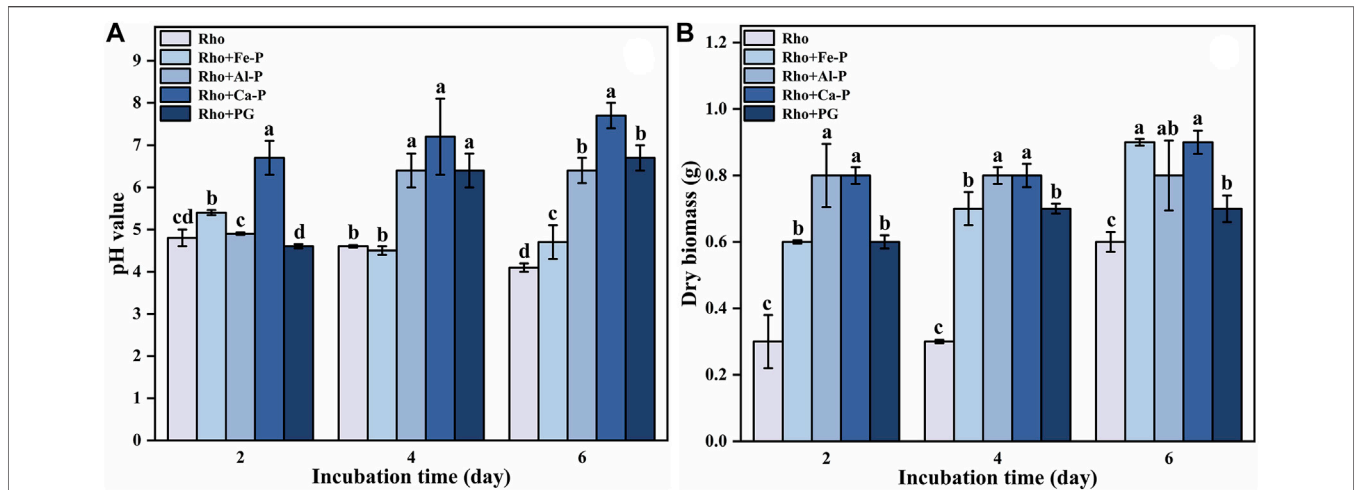 A
Rho
Rho+Fe-P
Rho+Al-P
Rho+Ca-P
Rho+PG
pH value
9
8
7
6
5
4
3
2
1
0
cd
b
c
a
d
b
b
a
a
a
d
c
b
a
b
2
4
6
Incubation time (day)
B
Rho
Rho+Fe-P
Rho+Al-P
Rho+Ca-P
Rho+PG
Dry biomass (g)
1.2
1.0
0.8
0.6
0.4
0.2
0.0
c
b
a
a
b
c
b
a
a
b
c
a
ab
a
b
2
4
6
Incubation time (day)